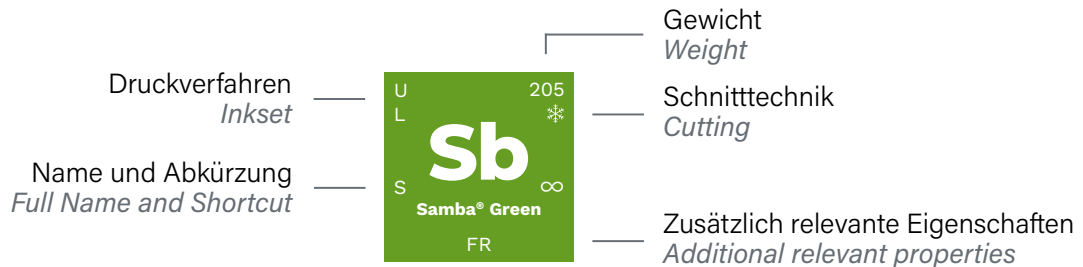 Druckverfahren
Inkset
Name und Abkürzung
Full Name and Shortcut
U 205
L
Sb
S ∞
Samba® Green
FR
Gewicht
Weight
Schnitttechnik
Cutting
Zusätzlich relevante Eigenschaften
Additional relevant properties